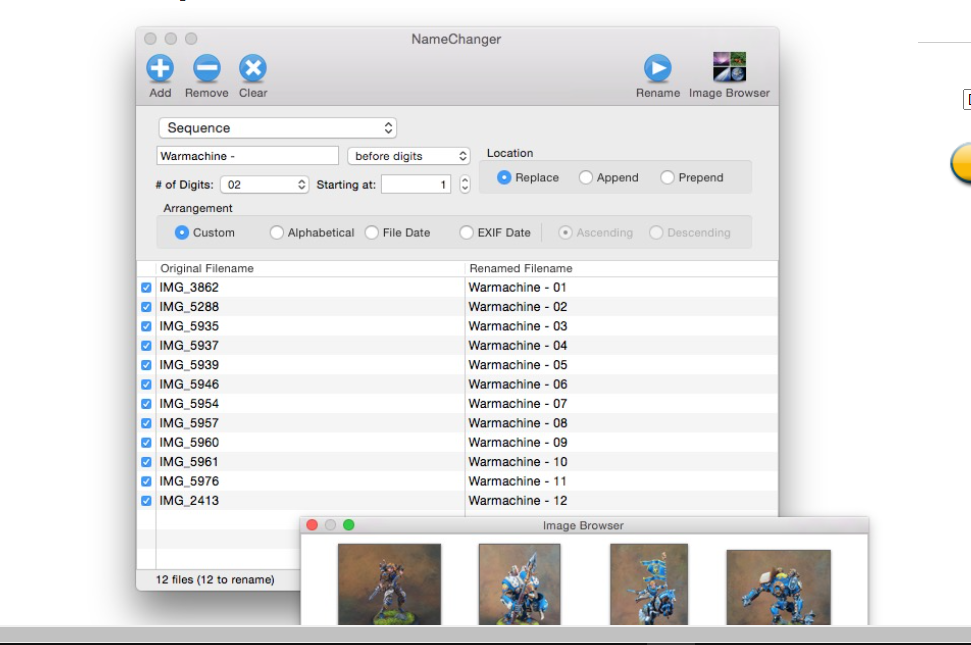 NameChanger
Add Remove Clear Rename Image Browser
Sequence
Warmachine - before digits Location
Replace Append Prepend
# of Digits: 02 Starting at: 1
Arrangement
Custom Alphabetical File Date EXIF Date Ascending Descending
Original Filename Renamed Filename
IMG_3862 Warmachine - 01
IMG_5288 Warmachine - 02
IMG_5935 Warmachine - 03
IMG_5937 Warmachine - 04
IMG_5939 Warmachine - 05
IMG_5946 Warmachine - 06
IMG_5954 Warmachine - 07
IMG_5957 Warmachine - 08
IMG_5960 Warmachine - 09
IMG_5961 Warmachine - 10
IMG_5976 Warmachine - 11
IMG_2413 Warmachine - 12
Image Browser
12 files (12 to rename)